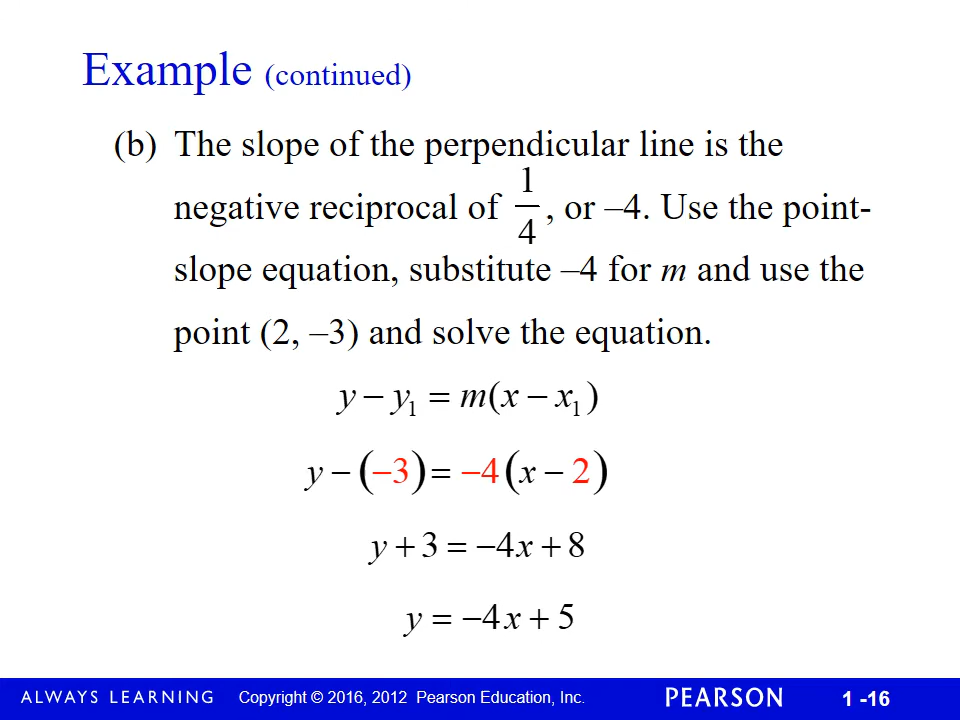 Example (continued)
(b) The slope of the perpendicular line is the
negative reciprocal of 1/4, or –4. Use the point-
slope equation, substitute –4 for m and use the
point (2, –3) and solve the equation.
y − y₁ = m(x − x₁)
y − (−3) = −4(x − 2)
y + 3 = −4x + 8
y = −4x + 5
ALWAYS LEARNING Copyright © 2016, 2012 Pearson Education, Inc. PEARSON 1 -16